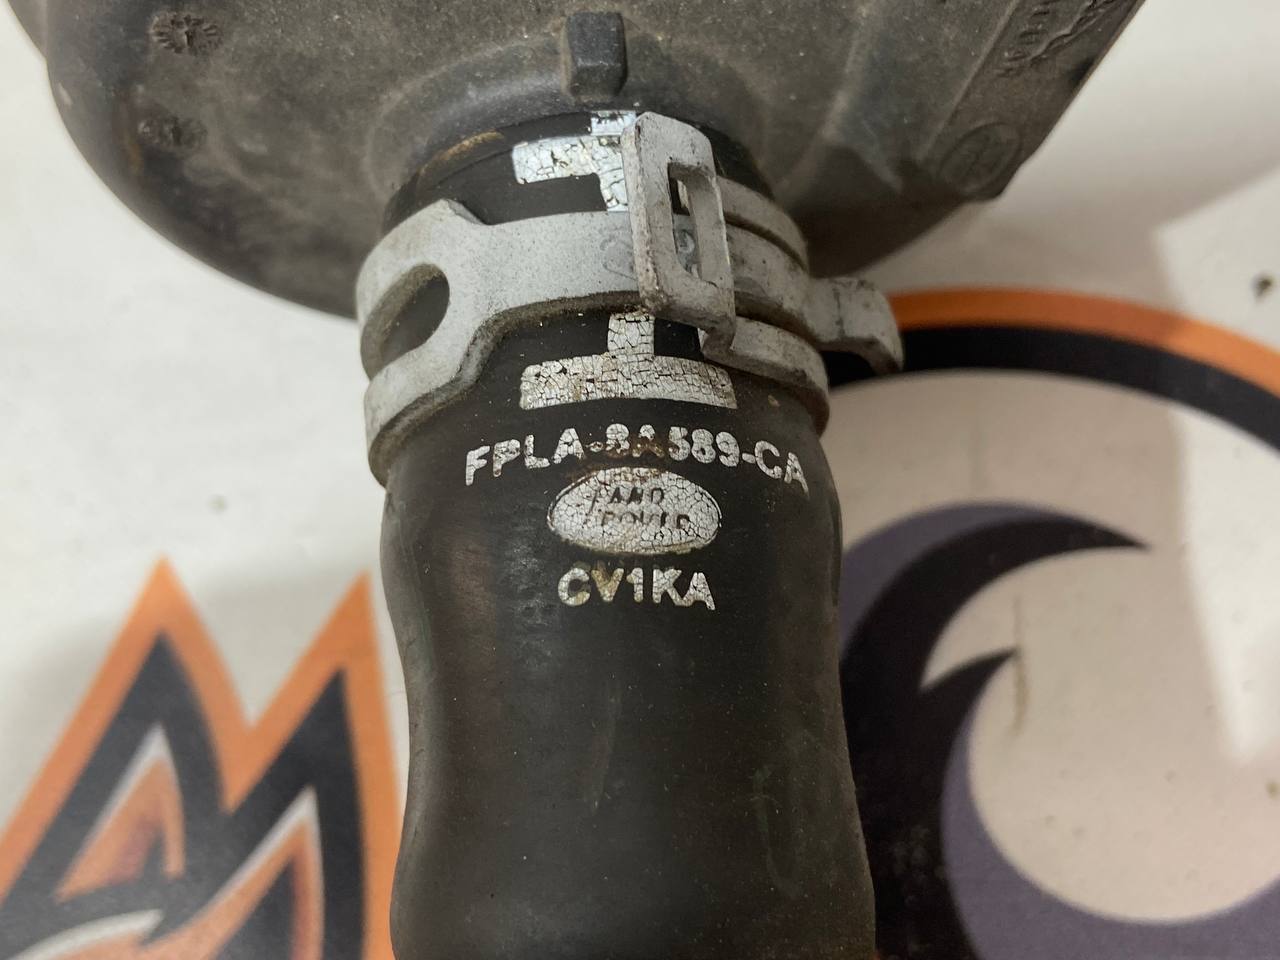 FPLA-8A589-CA
LAND
ROVER
CV1KA